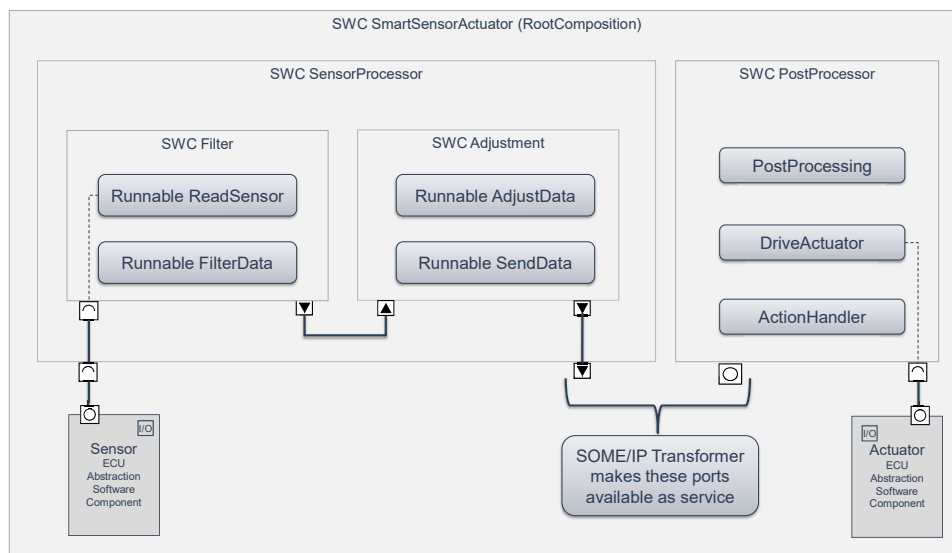 SWC SmartSensorActuator (RootComposition)
SWC SensorProcessor
SWC PostProcessor
SWC Filter
SWC Adjustment
Runnable ReadSensor
Runnable AdjustData
PostProcessing
Runnable FilterData
Runnable SendData
DriveActuator
ActionHandler
I/O
Sensor
ECU
Abstraction
Software
Component
SOME/IP Transformer
makes these ports
available as service
I/O
Actuator
ECU
Abstraction
Software
Component